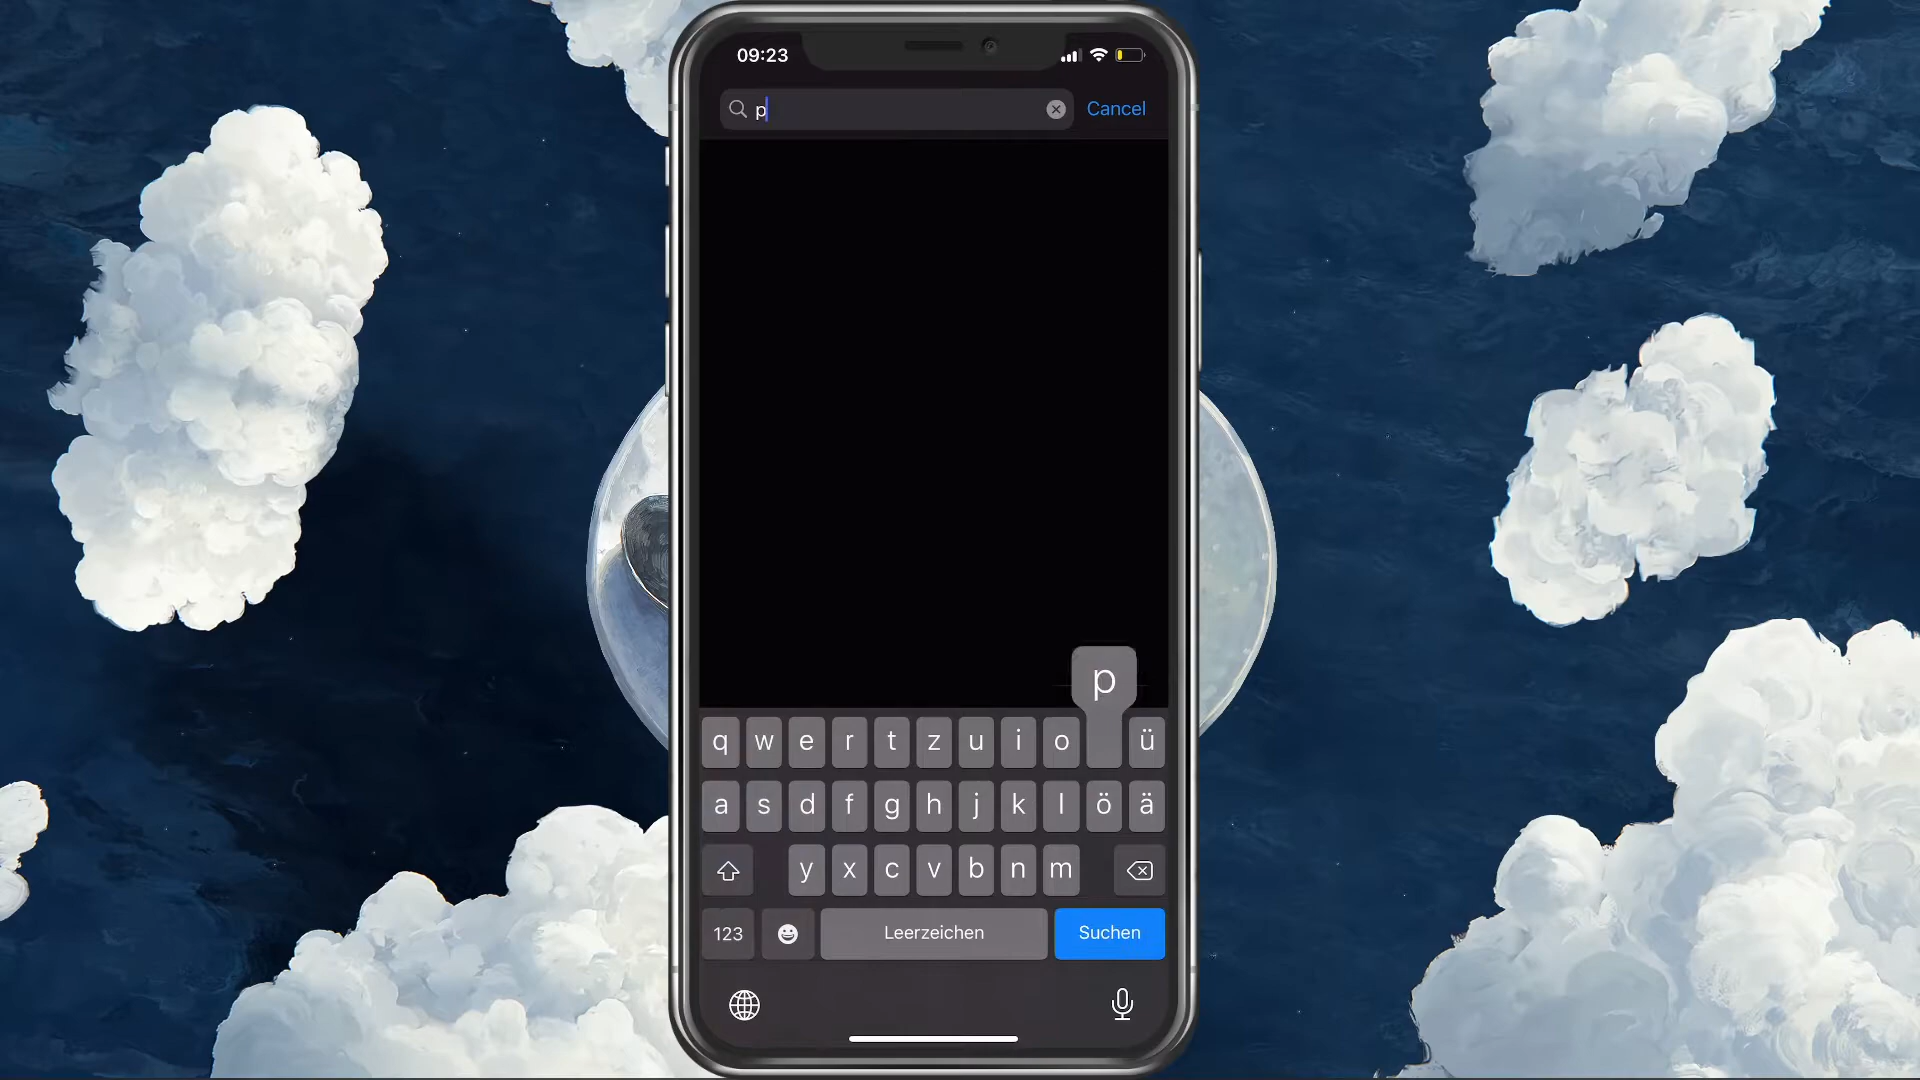 09:23
p
Cancel
p
q w e r t z u i o ü
a s d f g h j k l ö ä
y x c v b n m
123 Leerzeichen Suchen